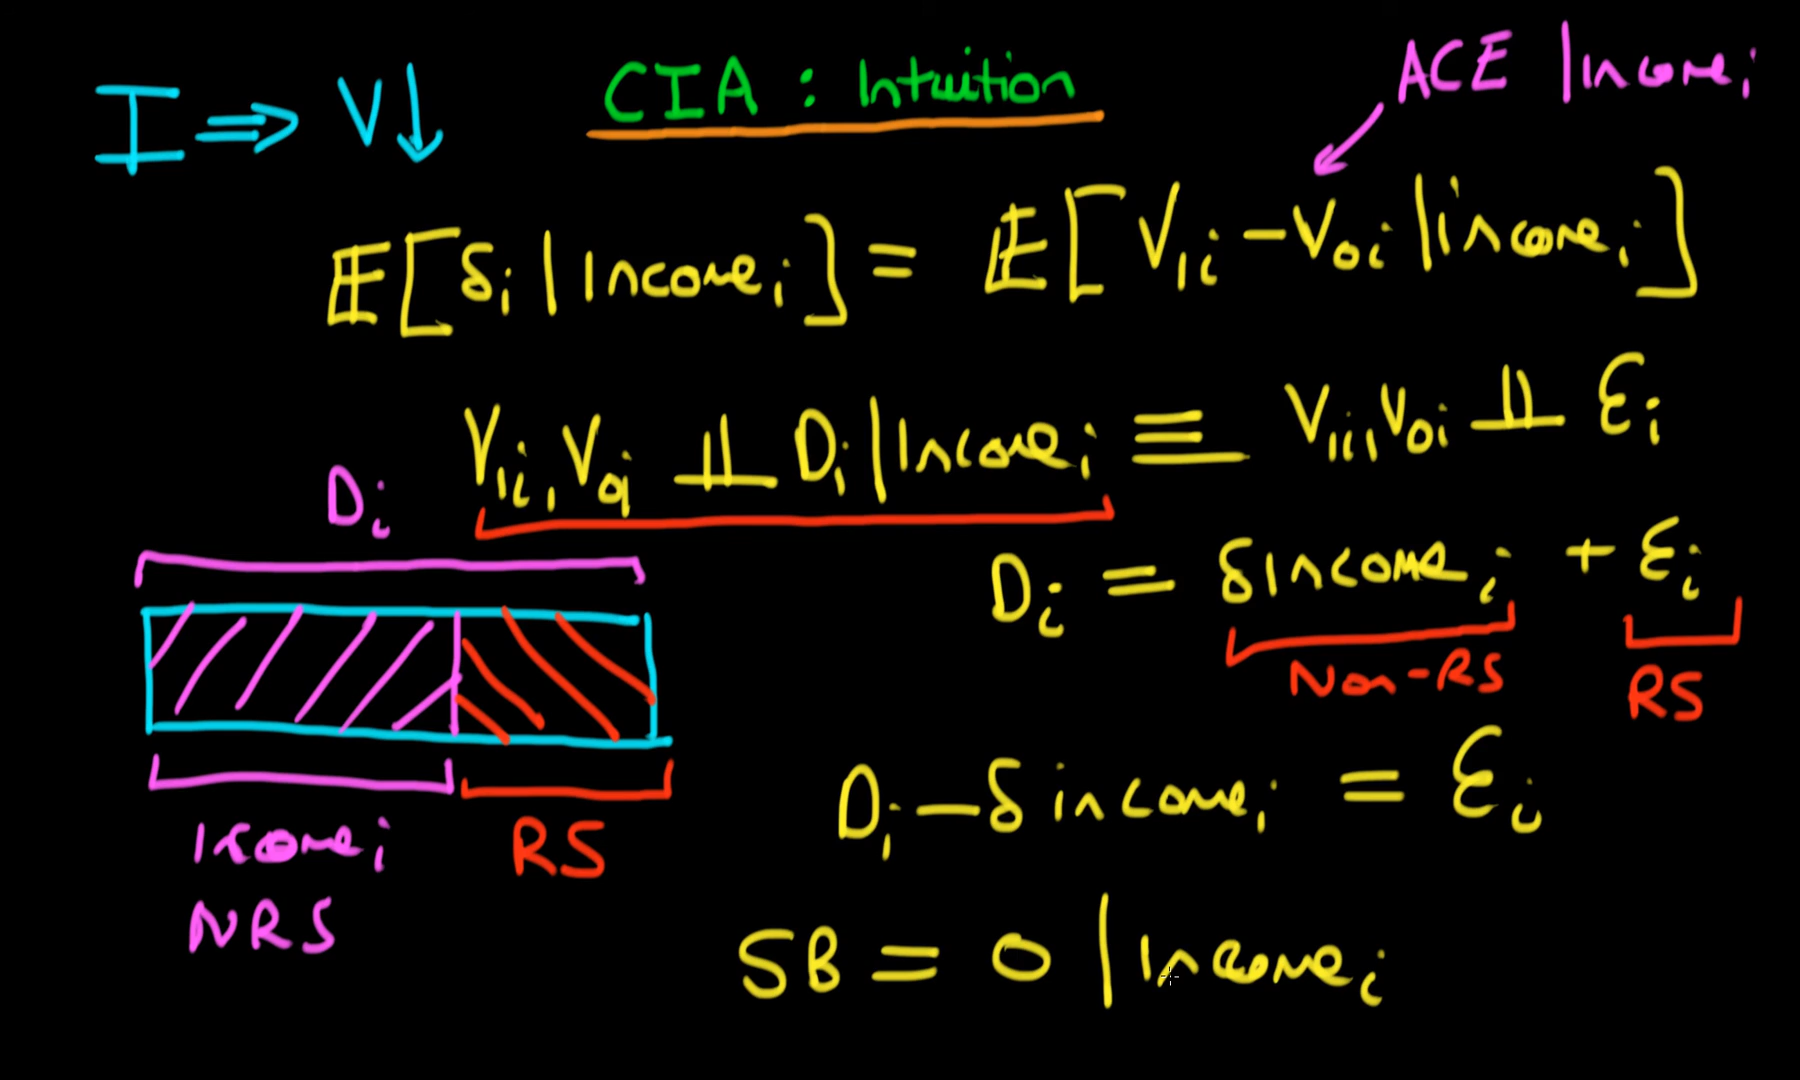 I ⇒ V↓
CIA : Intuition
ACE | Income_i
𝔼[δ_i | Income_i] = 𝔼[V_1i − V_0i | income_i]
V_1i, V_0i ⫫ D_i | Income_i ≡ V_1i, V_0i ⫫ ε_i
D_i
D_i = δ income_i + ε_i
Non-RS RS
D_i − δ income_i = ε_i
Income_i RS
NRS
SB = 0 | Income_i